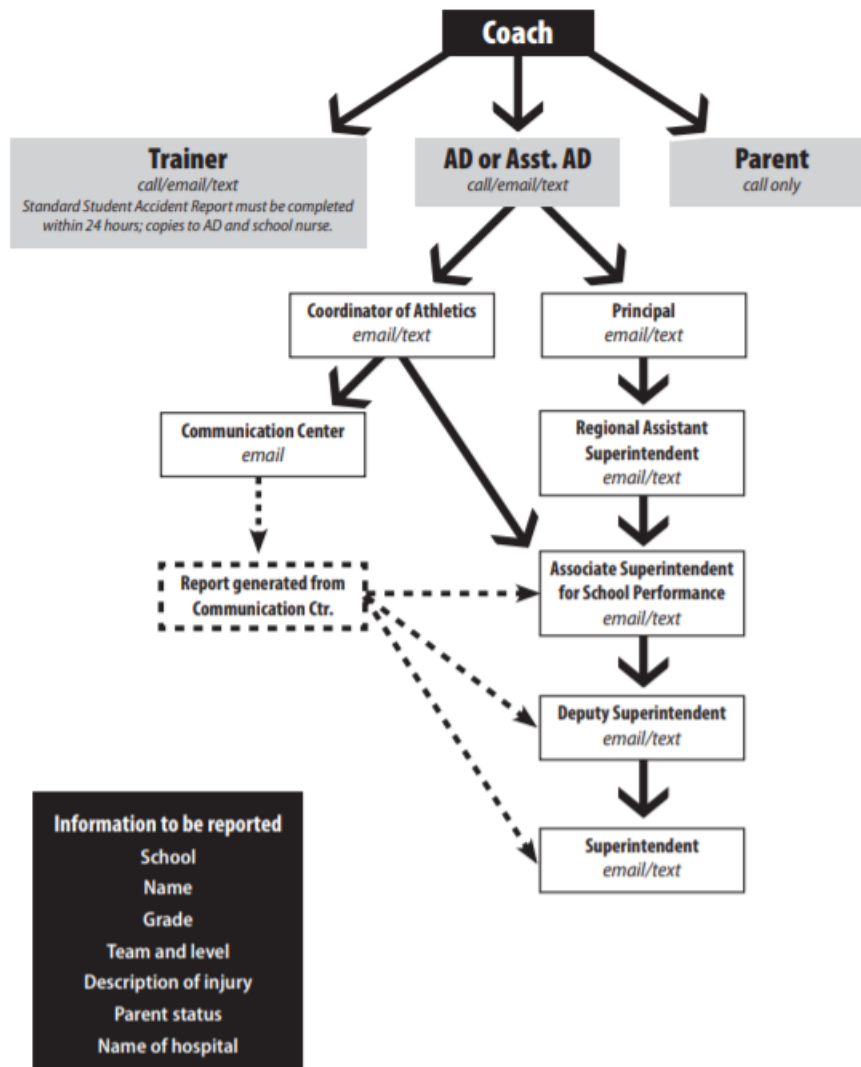 Coach
Trainer
call/email/text
Standard Student Accident Report must be completed
within 24 hours; copies to AD and school nurse.
AD or Asst. AD
call/email/text
Parent
call only
Coordinator of Athletics
email/text
Principal
email/text
Communication Center
email
Regional Assistant
Superintendent
email/text
Report generated from
Communication Ctr.
Associate Superintendent
for School Performance
email/text
Deputy Superintendent
email/text
Superintendent
email/text
Information to be reported
School
Name
Grade
Team and level
Description of injury
Parent status
Name of hospital